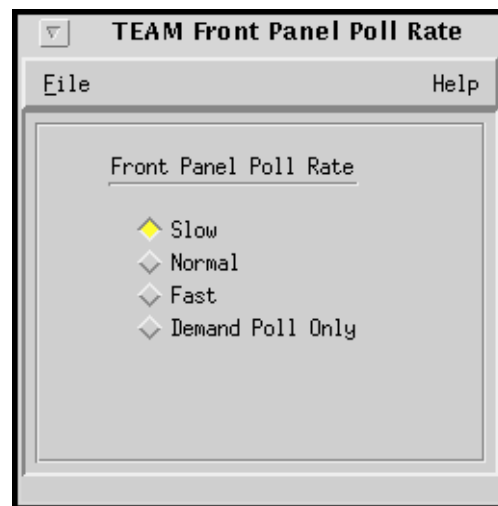 TEAM Front Panel Poll Rate
File Help
Front Panel Poll Rate
Slow
Normal
Fast
Demand Poll Only